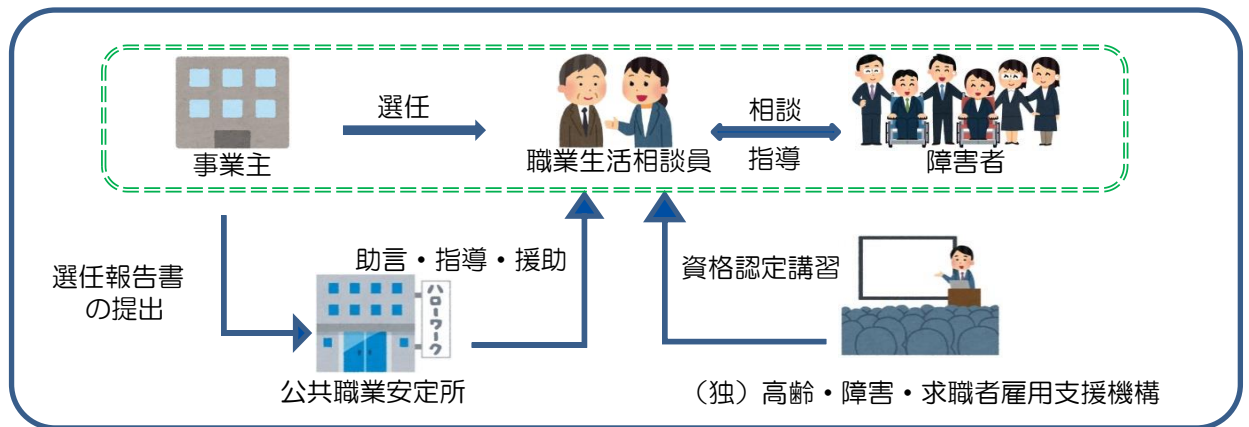 選任
相談
指導
事業主
職業生活相談員
障害者
選任報告書
の提出
助言・指導・援助
資格認定講習
ハローワーク
公共職業安定所
（独）高齢・障害・求職者雇用支援機構